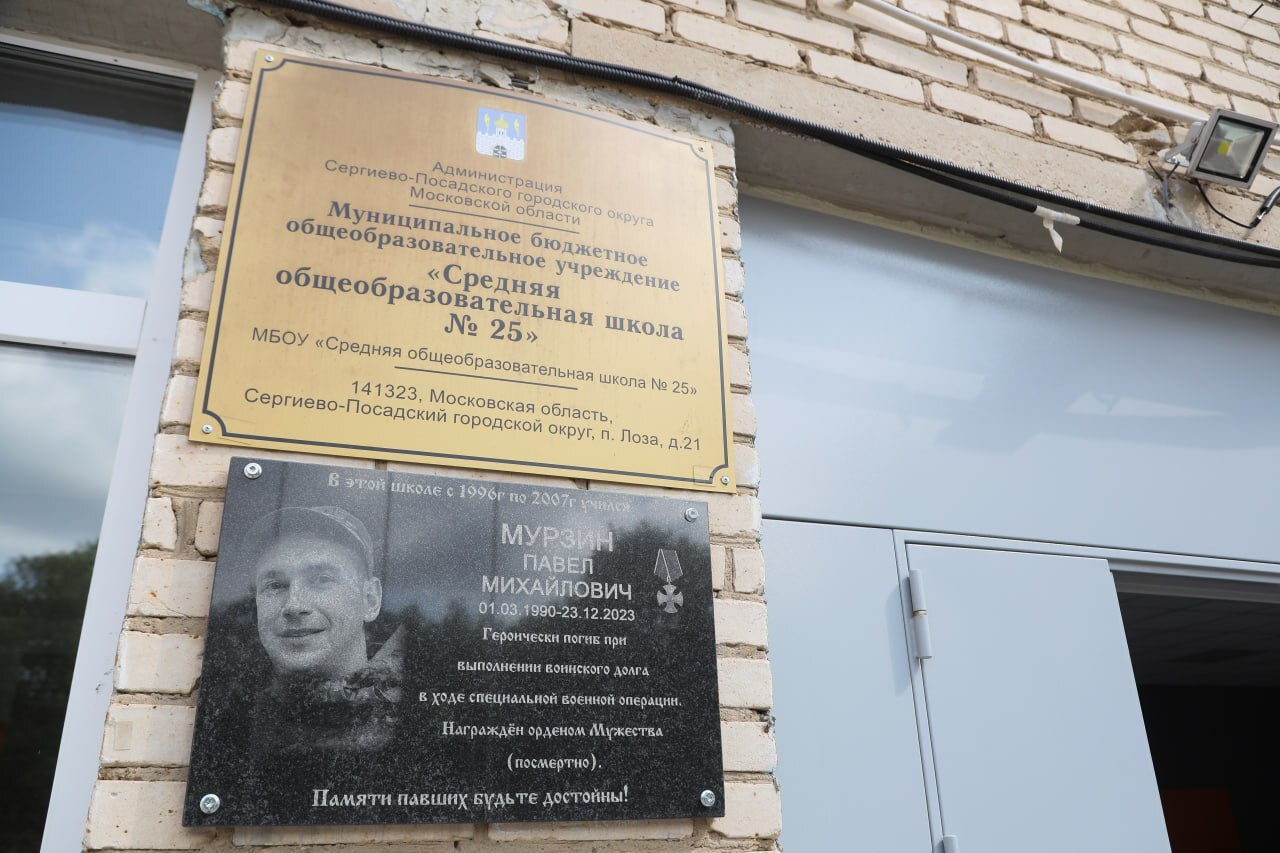 Администрация
Сергиево-Посадского городского округа
Московской области
Муниципальное бюджетное
общеобразовательное учреждение
«Средняя
общеобразовательная школа
№ 25»
МБОУ «Средняя общеобразовательная школа № 25»
141323, Московская область,
Сергиево-Посадский городской округ, п. Лоза, д.21
В этой школе с 1996г по 2007г учился
МУРЗИН
ПАВЕЛ
МИХАЙЛОВИЧ
01.03.1990-23.12.2023
Героически погиб при
выполнении воинского долга
в ходе специальной военной операции.
Награждён орденом Мужества
(посмертно).
Памяти павших будьте достойны!